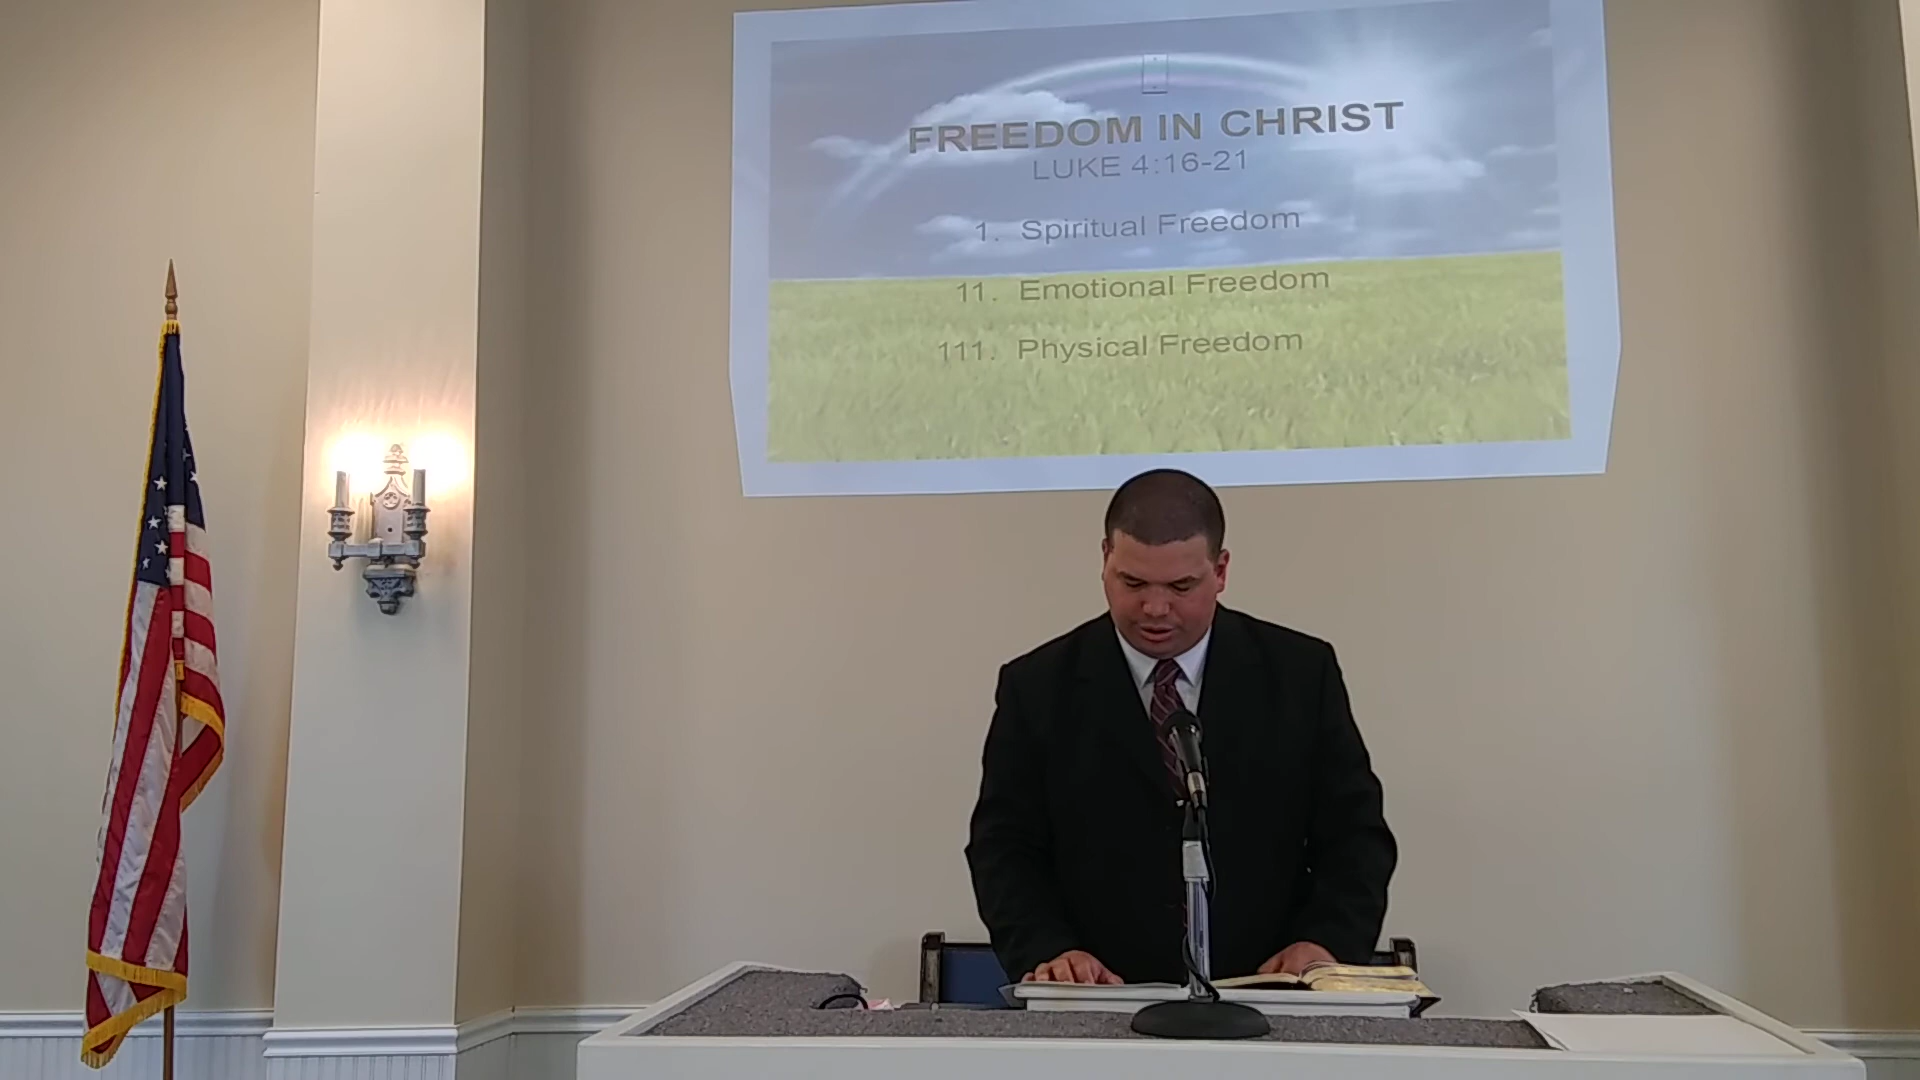 FREEDOM IN CHRIST
LUKE 4:16-21
1. Spiritual Freedom
11. Emotional Freedom
111. Physical Freedom